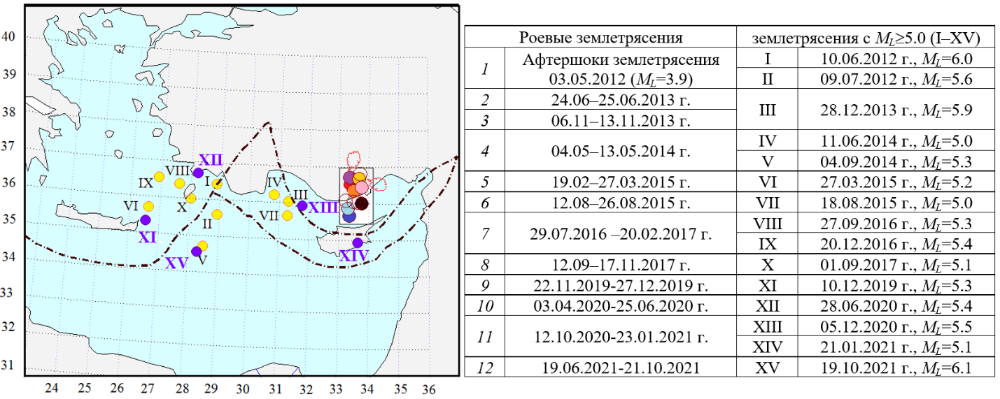 40
39
38
37
36
35
34
33
32
31
24 25 26 27 28 29 30 31 32 33 34 35 36
XII
VIII
IX
I
IV
III
VI
X
XIII
VII
II
XI
XIV
XV
V
Роевые землетрясения землетрясения с ML≥5.0 (I–XV)
1 Афтершоки землетрясения 03.05.2012 (ML=3.9) I 10.06.2012 г., ML=6.0
II 09.07.2012 г., ML=5.6
2 24.06–25.06.2013 г. III 28.12.2013 г., ML=5.9
3 06.11–13.11.2013 г.
4 04.05–13.05.2014 г. IV 11.06.2014 г., ML=5.0
V 04.09.2014 г., ML=5.3
5 19.02–27.03.2015 г. VI 27.03.2015 г., ML=5.2
6 12.08–26.08.2015 г. VII 18.08.2015 г., ML=5.0
7 29.07.2016 –20.02.2017 г. VIII 27.09.2016 г., ML=5.3
IX 20.12.2016 г., ML=5.4
8 12.09–17.11.2017 г. X 01.09.2017 г., ML=5.1
9 22.11.2019-27.12.2019 г. XI 10.12.2019 г., ML=5.3
10 03.04.2020-25.06.2020 г. XII 28.06.2020 г., ML=5.4
11 12.10.2020-23.01.2021 г. XIII 05.12.2020 г., ML=5.5
XIV 21.01.2021 г., ML=5.1
12 19.06.2021-21.10.2021 XV 19.10.2021 г., ML=6.1